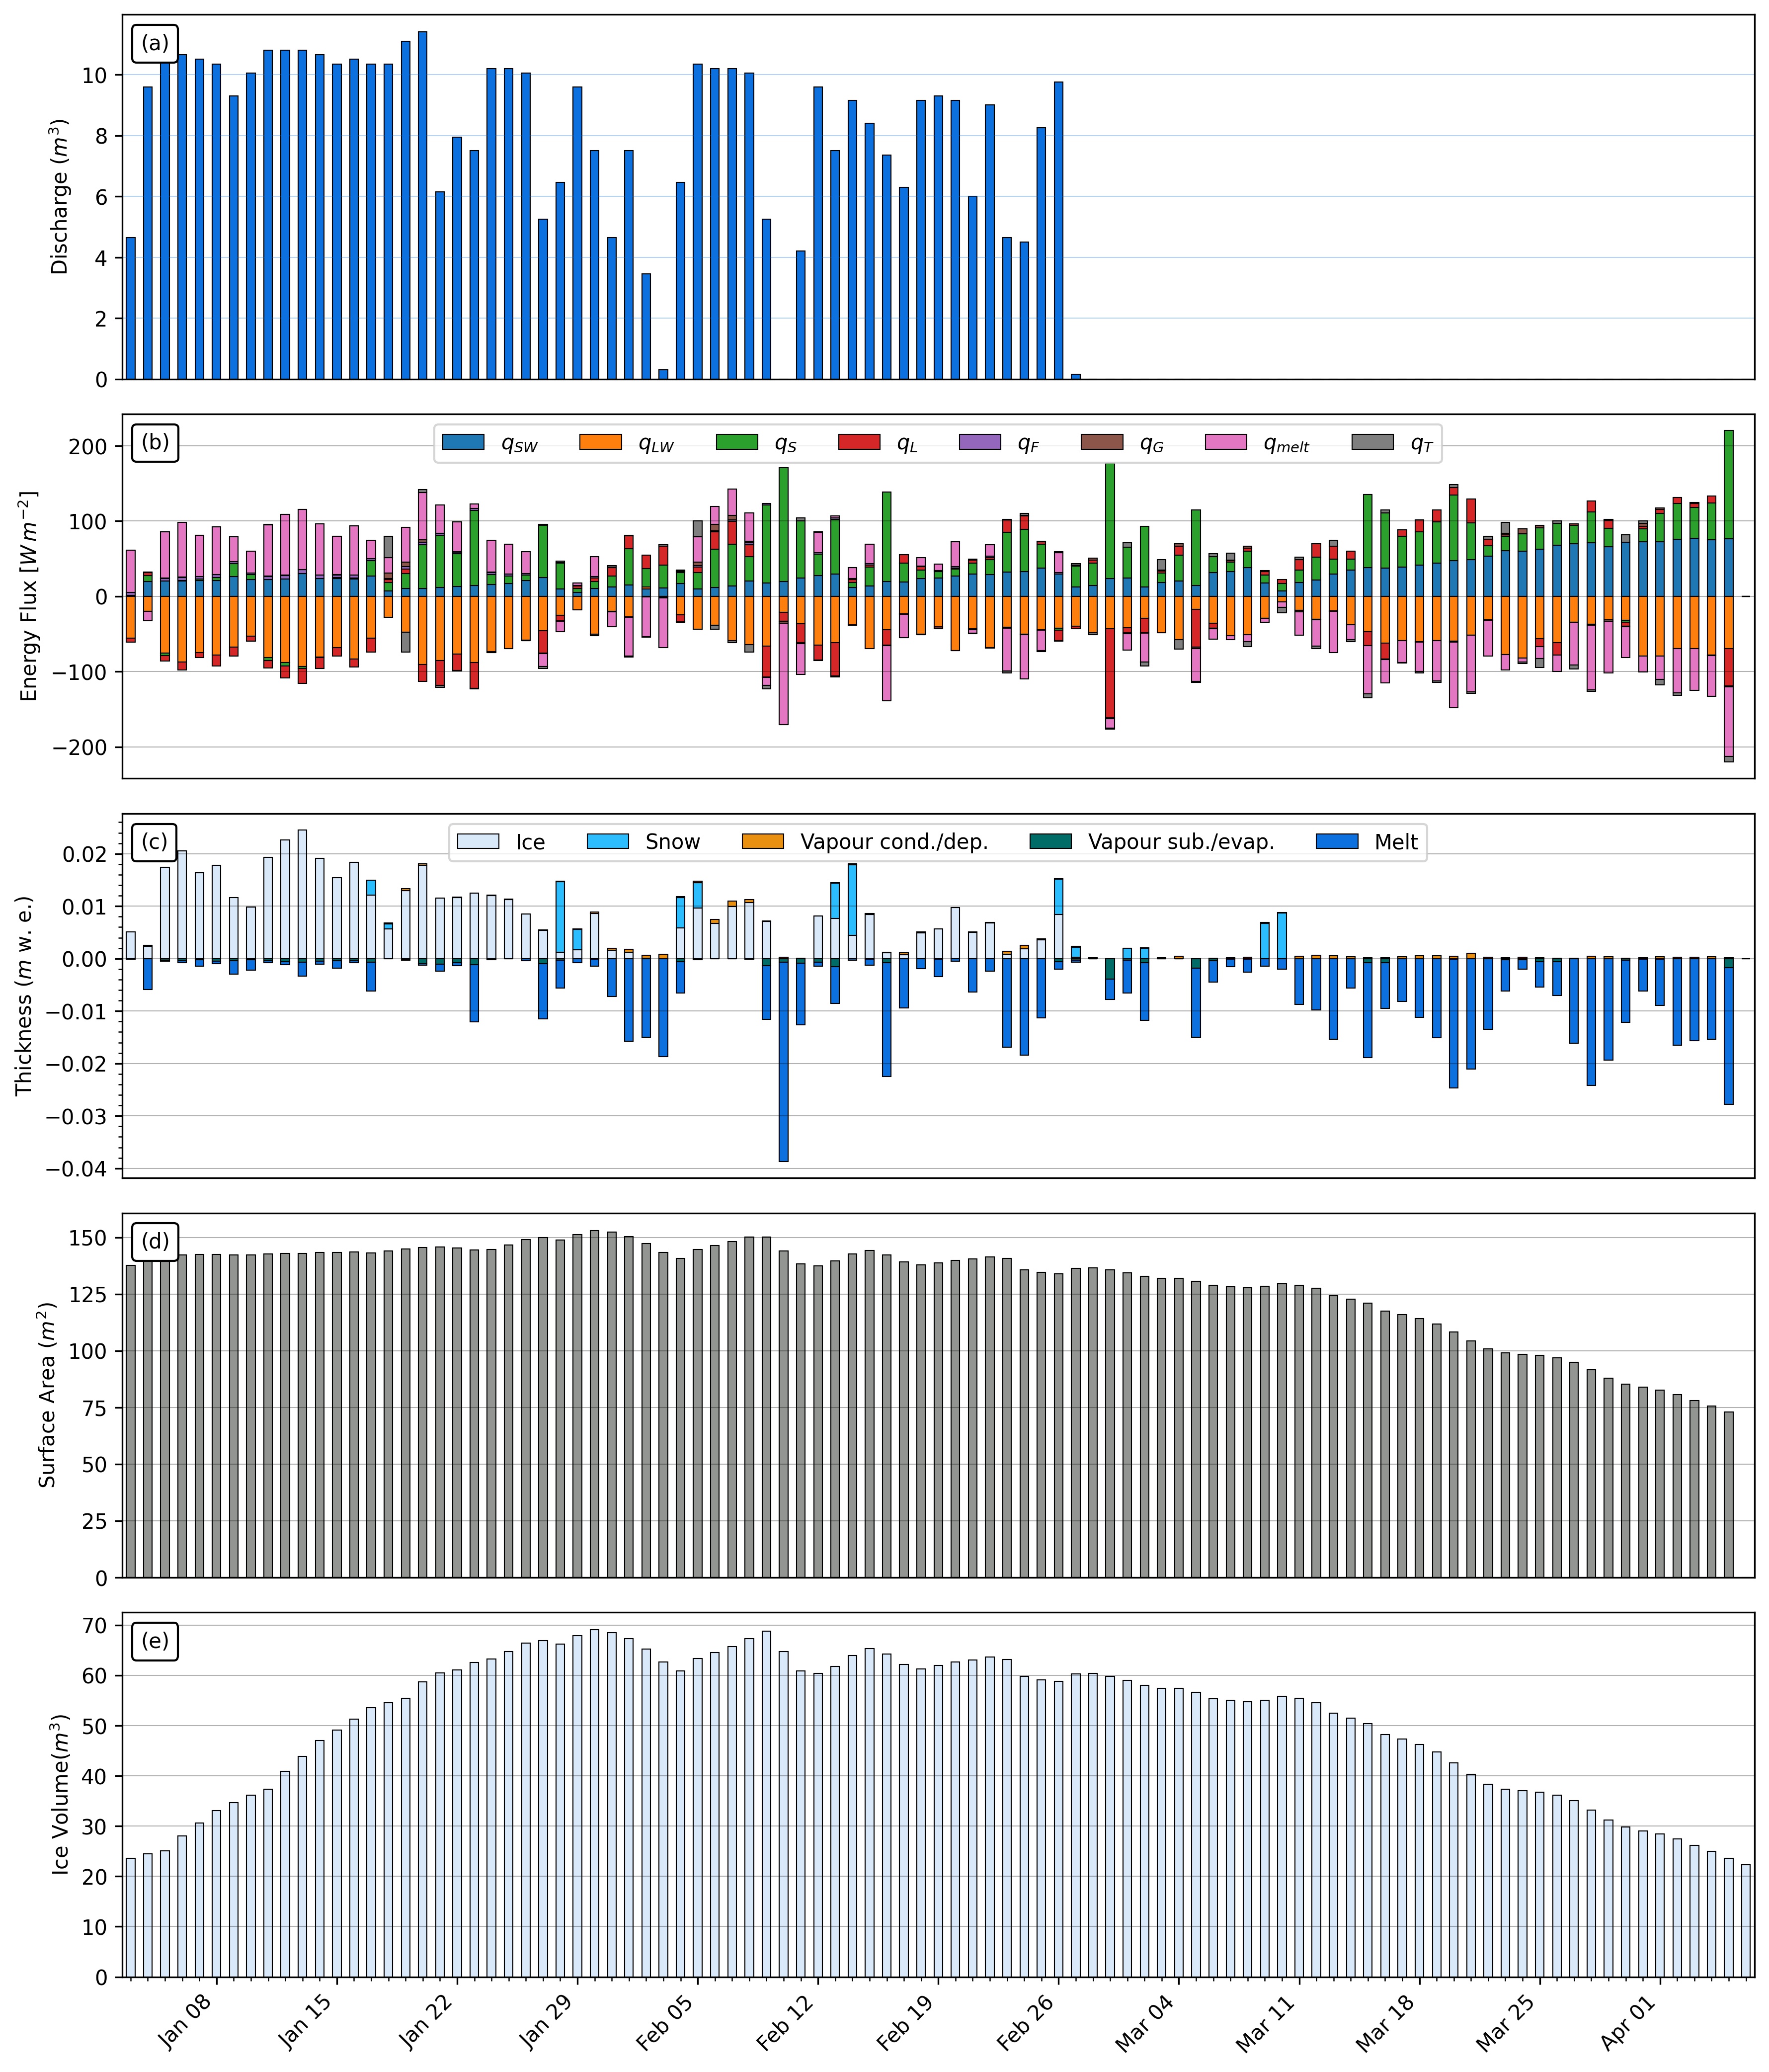 (a)
Discharge (m³)
10
8
6
4
2
0
(b)
q_SW q_LW q_S q_L q_F q_G q_melt q_T
Energy Flux [W m⁻²]
200
100
0
−100
−200
(c)
Ice Snow Vapour cond./dep. Vapour sub./evap. Melt
Thickness (m w. e.)
0.02
0.01
0.00
−0.01
−0.02
−0.03
−0.04
(d)
Surface Area (m²)
150
125
100
75
50
25
0
(e)
Ice Volume(m³)
70
60
50
40
30
20
10
0
Jan 08 Jan 15 Jan 22 Jan 29 Feb 05 Feb 12 Feb 19 Feb 26 Mar 04 Mar 11 Mar 18 Mar 25 Apr 01